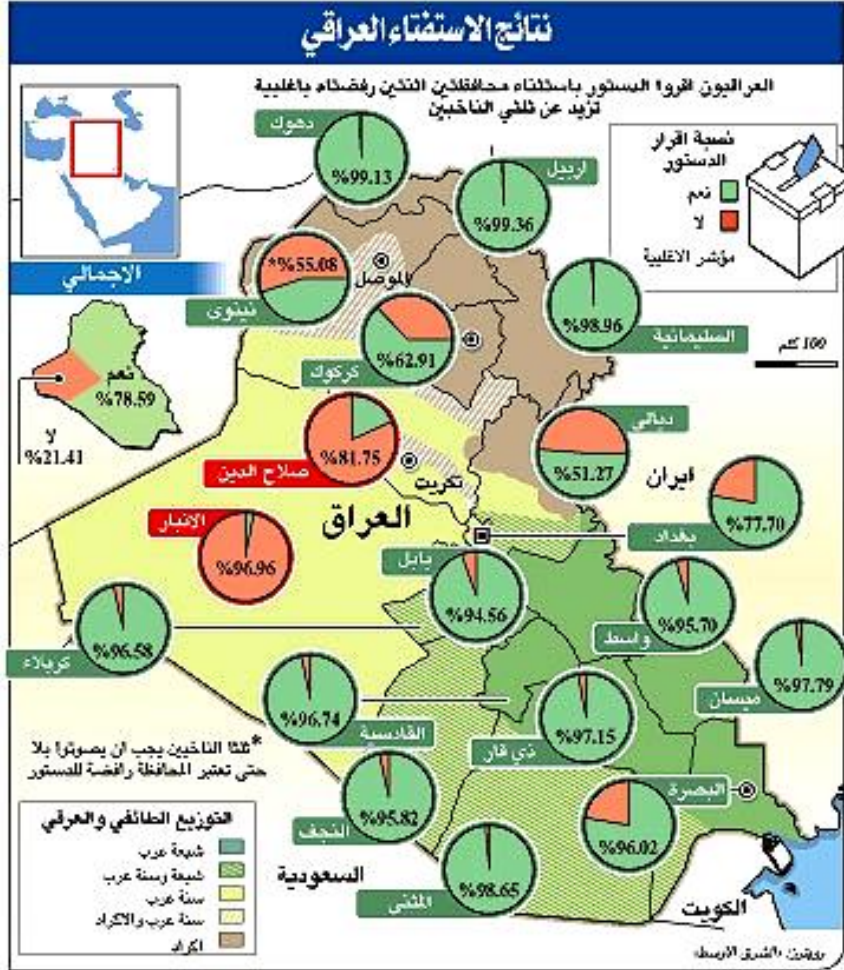 نتائج الاستفتاء العراقي
العراقيون اقروا الدستور باستثناء محافظتين اثنتين رفضتاه باغلبية
تزيد عن ثلثي الناخبين
نسبة اقرار
الدستور
نعم
لا
مؤشر الاغلبية
100 كلم
دهوك
%99.13
اربيل
%99.36
*%55.08
نينوى
الموصل
%98.96
السليمانية
%62.91
كركوك
الاجمالي
نعم
%78.59
لا
%21.41
%81.75
صلاح الدين
تكريت
ديالي
%51.27
ايران
%77.70
بغداد
العراق
الانبار
%96.96
بابل
%94.56
%95.70
واسط
%96.58
كربلاء
%97.79
ميسان
%96.74
القادسية
%97.15
ذي قار
البصرة
%96.02
%95.82
النجف
%98.65
المثنى
السعودية
الكويت
*ثلثا الناخبين يجب ان يصوتوا بلا
حتى تعتبر المحافظة رافضة للدستور
التوزيع الطائفي والعرقي
شيعة عرب
شيعة وسنة عرب
سنة عرب
سنة عرب والاكراد
اكراد
رويترز: «الشرق الاوسط»